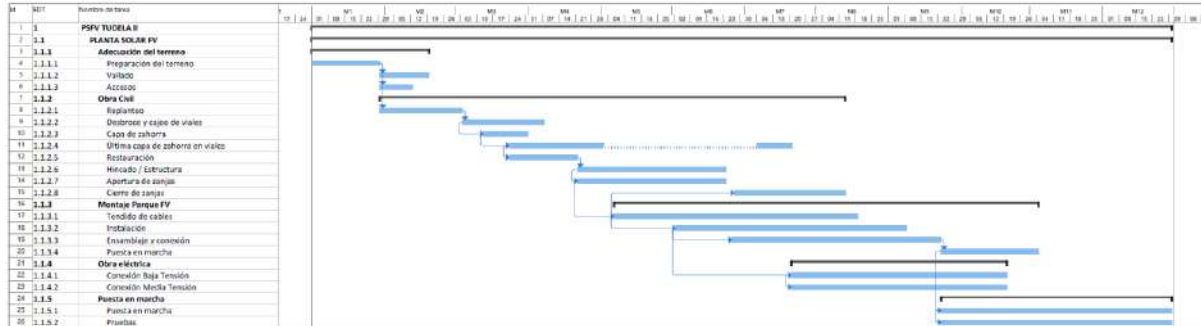 Id EDT Nombre de tarea
M1 M2 M3 M6 M7 M8 M9 M10 M11 M12
1 1 PSFV TUDELA II
2 1.1 PLANTA SOLAR FV
3 1.1.1 Adecuación del terreno
4 1.1.1.1 Preparación del terreno
5 1.1.1.2 Vallado
6 1.1.1.3 Accesos
7 1.1.2 Obra Civil
8 1.1.2.1 Replanteo
9 1.1.2.2 Desbroce y cajeo de viales
10 1.1.2.3 Capa de zahorra
11 1.1.2.4 Última capa de zahorra en viales
12 1.1.2.5 Restauración
13 1.1.2.6 Hincado / Estructura
14 1.1.2.7 Apertura de zanjas
15 1.1.2.8 Cierre de zanjas
16 1.1.3 Montaje Parque FV
17 1.1.3.1 Tendido de cables
18 1.1.3.2 Instalación
19 1.1.3.3 Ensamblaje y conexión
20 1.1.3.4 Puesta en marcha
21 1.1.4 Obra eléctrica
22 1.1.4.1 Conexión Baja Tensión
23 1.1.4.2 Conexión Media Tensión
24 1.1.5 Puesta en marcha
25 1.1.5.1 Puesta en marcha
26 1.1.5.2 Pruebas